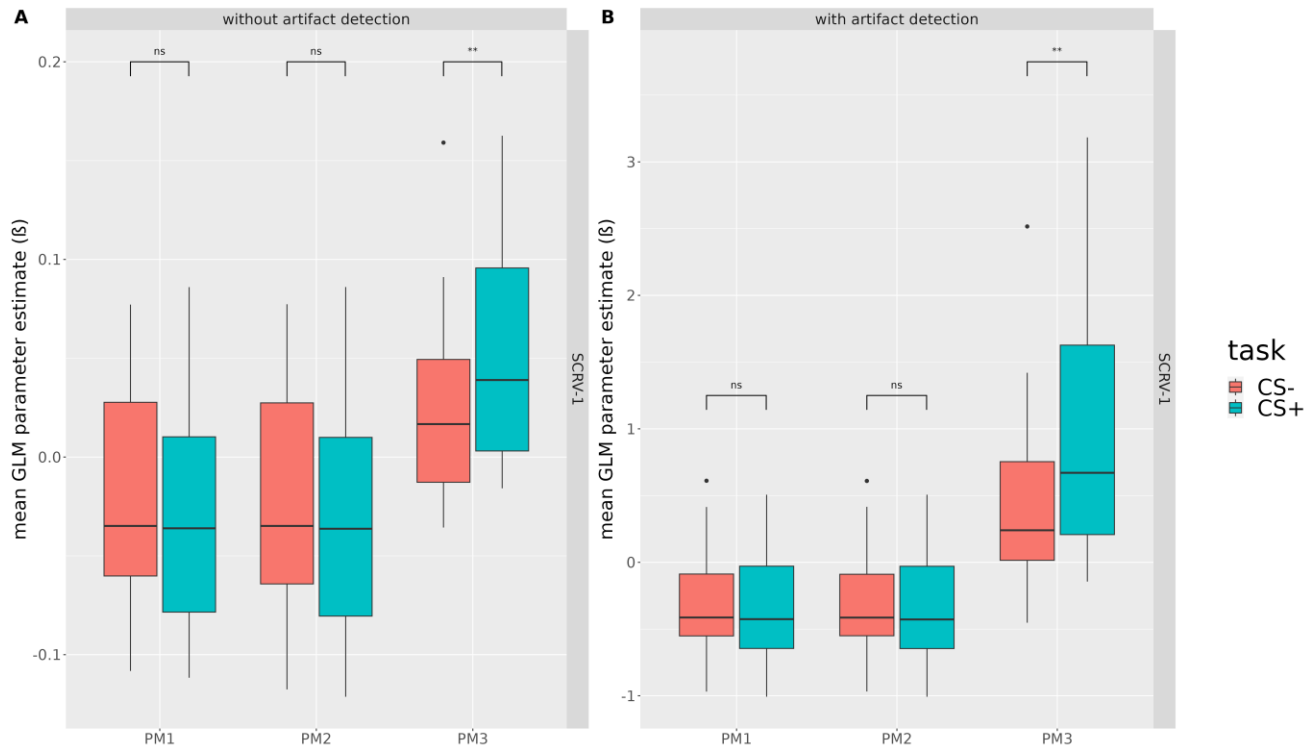 A
without artifact detection
B
with artifact detection
ns
ns
**
**
ns
ns
mean GLM parameter estimate (ß)
0.2
0.1
0.0
-0.1
PM1
PM2
PM3
SCRV-1
mean GLM parameter estimate (ß)
3
2
1
0
-1
PM1
PM2
PM3
SCRV-1
task
CS-
CS+